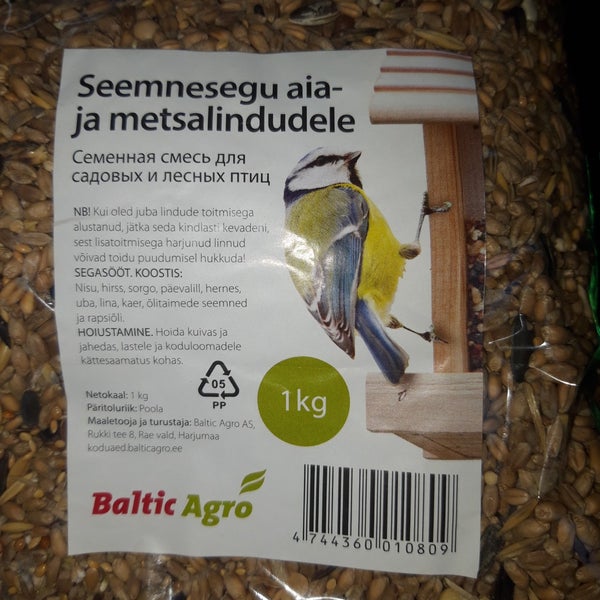 Seemnesegu aia-
ja metsalindudele
Семенная смесь для
садовых и лесных птиц
NB! Kui oled juba lindude toitmisega
alustanud, jätka seda kindlasti kevadeni,
sest lisatoitmisega harjunud linnud
võivad toidu puudumisel hukkuda!
SEGASÖÖT. KOOSTIS:
Nisu, hirss, sorgo, päevalill, hernes,
uba, lina, kaer, õlitaimede seemned
ja rapsiõli.
HOIUSTAMINE. Hoida kuivas ja
jahedas, lastele ja koduloomadele
kättesaamatus kohas.
Netokaal: 1 kg
Päritoluriik: Poola
Maaletooja ja turustaja: Baltic Agro AS,
Rukki tee 8, Rae vald, Harjumaa
koduaed.balticagro.ee
05
PP
1kg
Baltic Agro
4 744360 010809